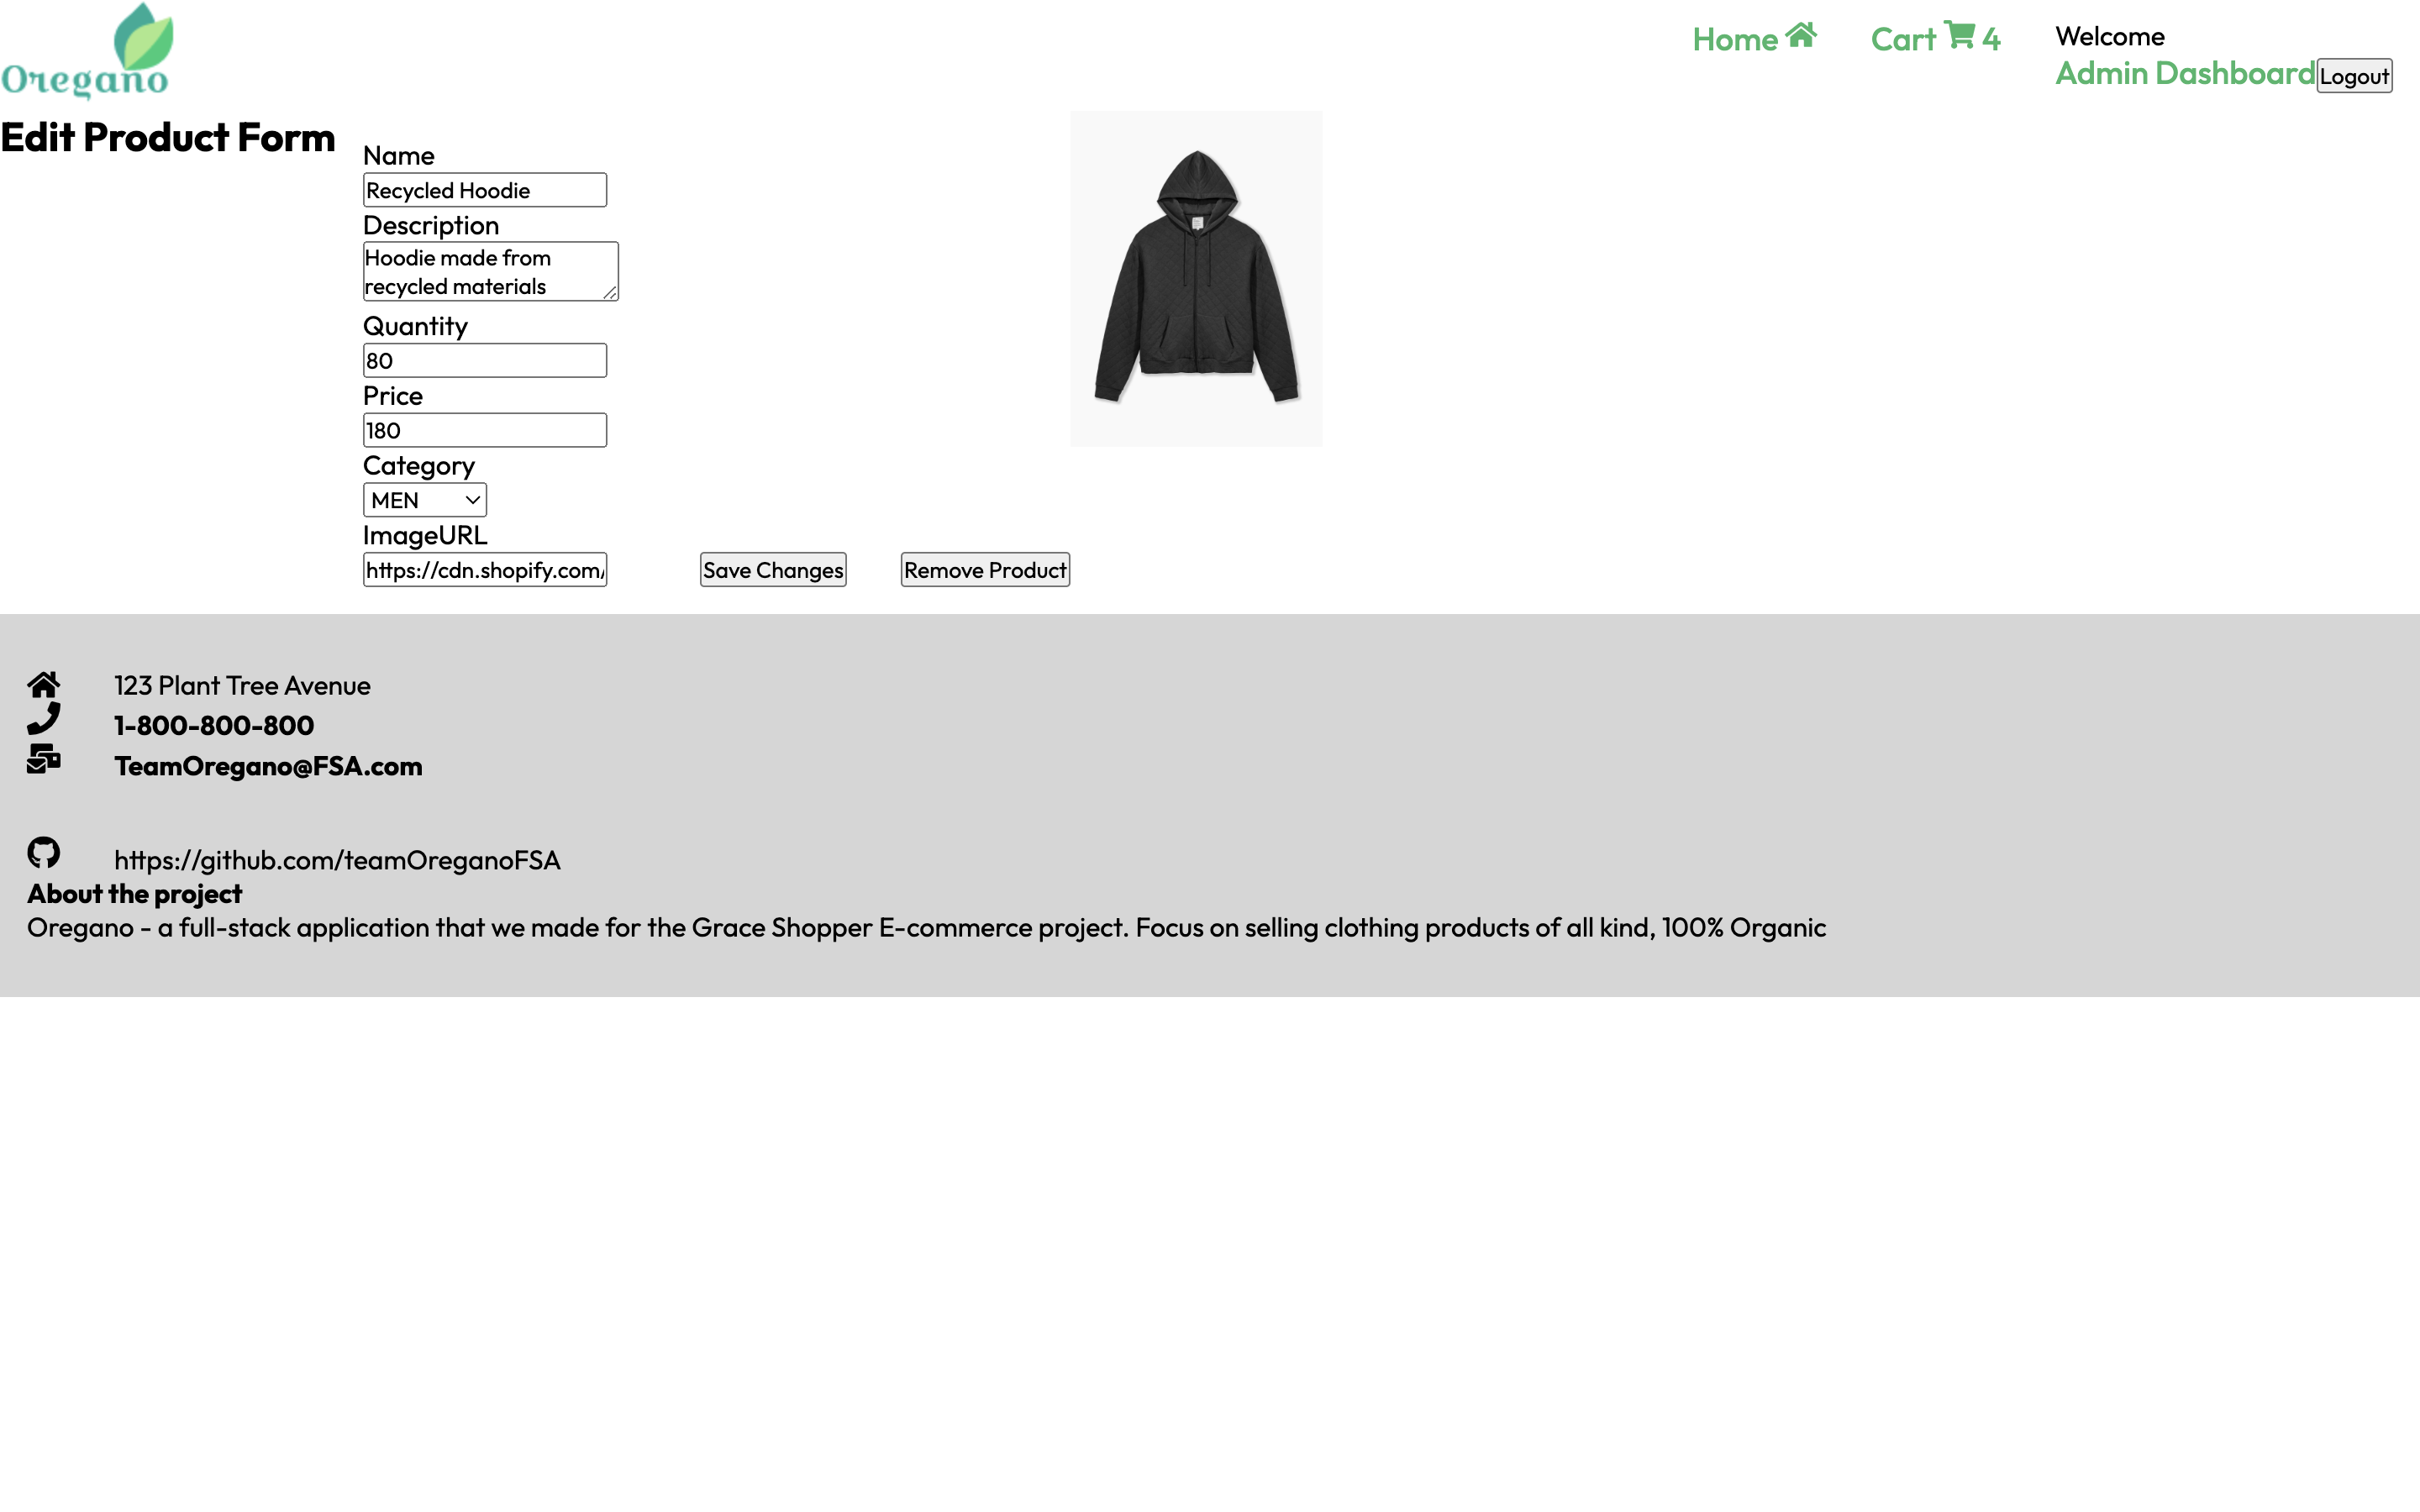 Oregano
Home
Cart 4
Welcome
Admin Dashboard Logout
Edit Product Form
Name
Recycled Hoodie
Description
Hoodie made from
recycled materials
Quantity
80
Price
180
Category
MEN
ImageURL
https://cdn.shopify.com/
Save Changes
Remove Product
123 Plant Tree Avenue
1-800-800-800
TeamOregano@FSA.com
https://github.com/teamOreganoFSA
About the project
Oregano - a full-stack application that we made for the Grace Shopper E-commerce project. Focus on selling clothing products of all kind, 100% Organic